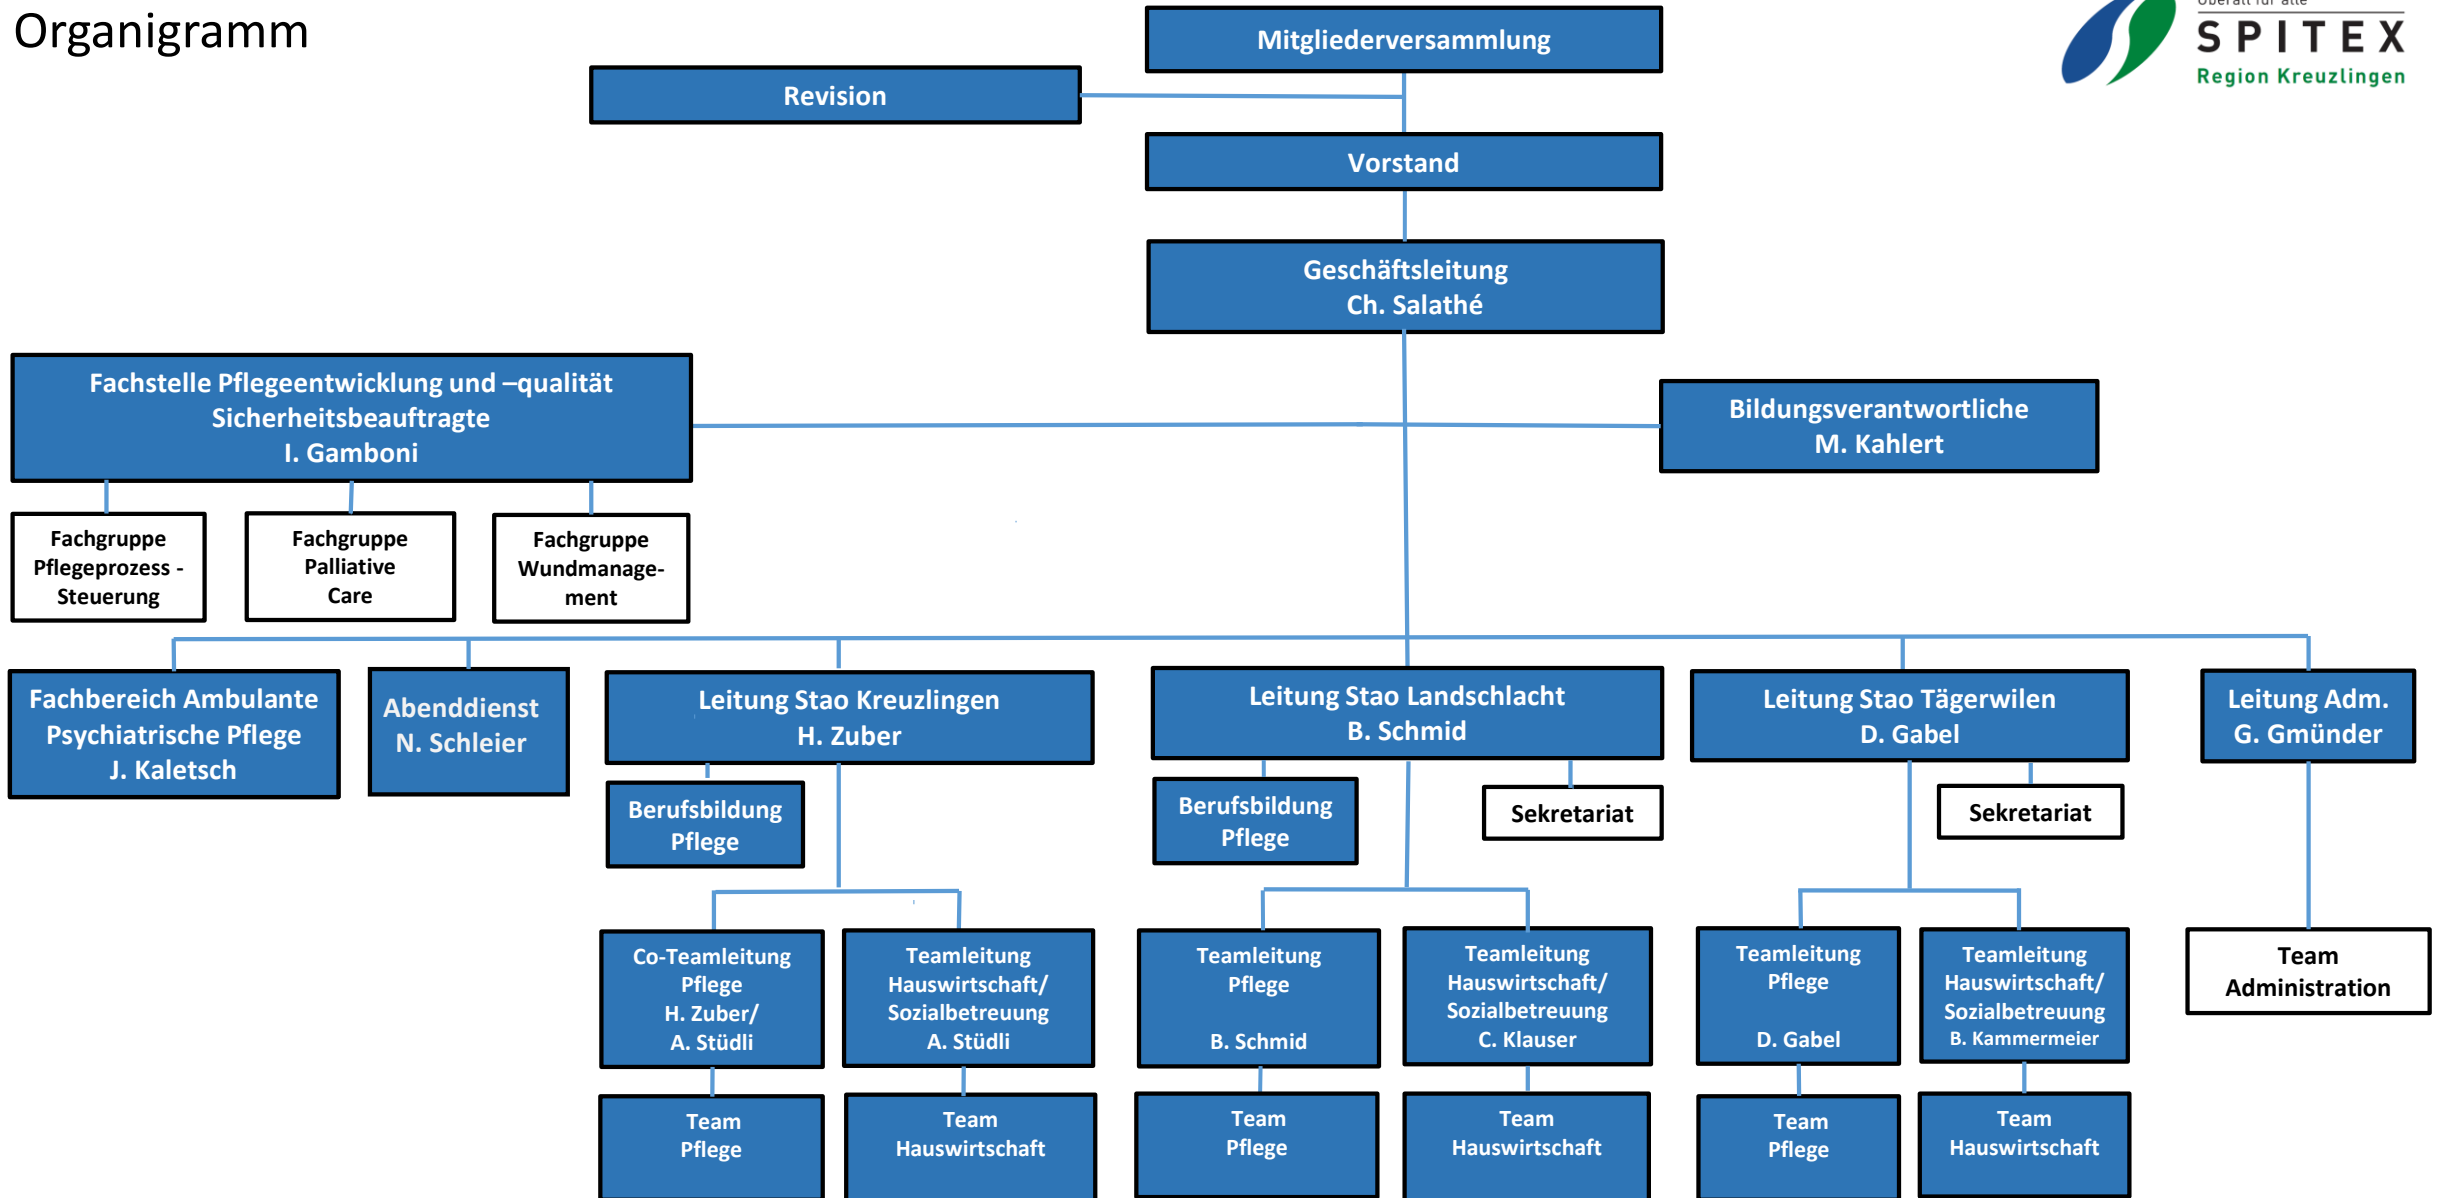 Organigramm
Überall für alle
SPITEX
Region Kreuzlingen
Mitgliederversammlung
Revision
Vorstand
Geschäftsleitung
Ch. Salathé
Fachstelle Pflegeentwicklung und –qualität
Sicherheitsbeauftragte
I. Gamboni
Bildungsverantwortliche
M. Kahlert
Fachgruppe
Pflegeprozess -
Steuerung
Fachgruppe
Palliative
Care
Fachgruppe
Wundmanage-
ment
Fachbereich Ambulante
Psychiatrische Pflege
J. Kaletsch
Abenddienst
N. Schleier
Leitung Stao Kreuzlingen
H. Zuber
Leitung Stao Landschlacht
B. Schmid
Leitung Stao Tägerwilen
D. Gabel
Leitung Adm.
G. Gmünder
Berufsbildung
Pflege
Berufsbildung
Pflege
Sekretariat
Sekretariat
Co-Teamleitung
Pflege
H. Zuber/
A. Stüdli
Teamleitung
Hauswirtschaft/
Sozialbetreuung
A. Stüdli
Teamleitung
Pflege
B. Schmid
Teamleitung
Hauswirtschaft/
Sozialbetreuung
C. Klauser
Teamleitung
Pflege
D. Gabel
Teamleitung
Hauswirtschaft/
Sozialbetreuung
B. Kammermeier
Team
Administration
Team
Pflege
Team
Hauswirtschaft
Team
Pflege
Team
Hauswirtschaft
Team
Pflege
Team
Hauswirtschaft